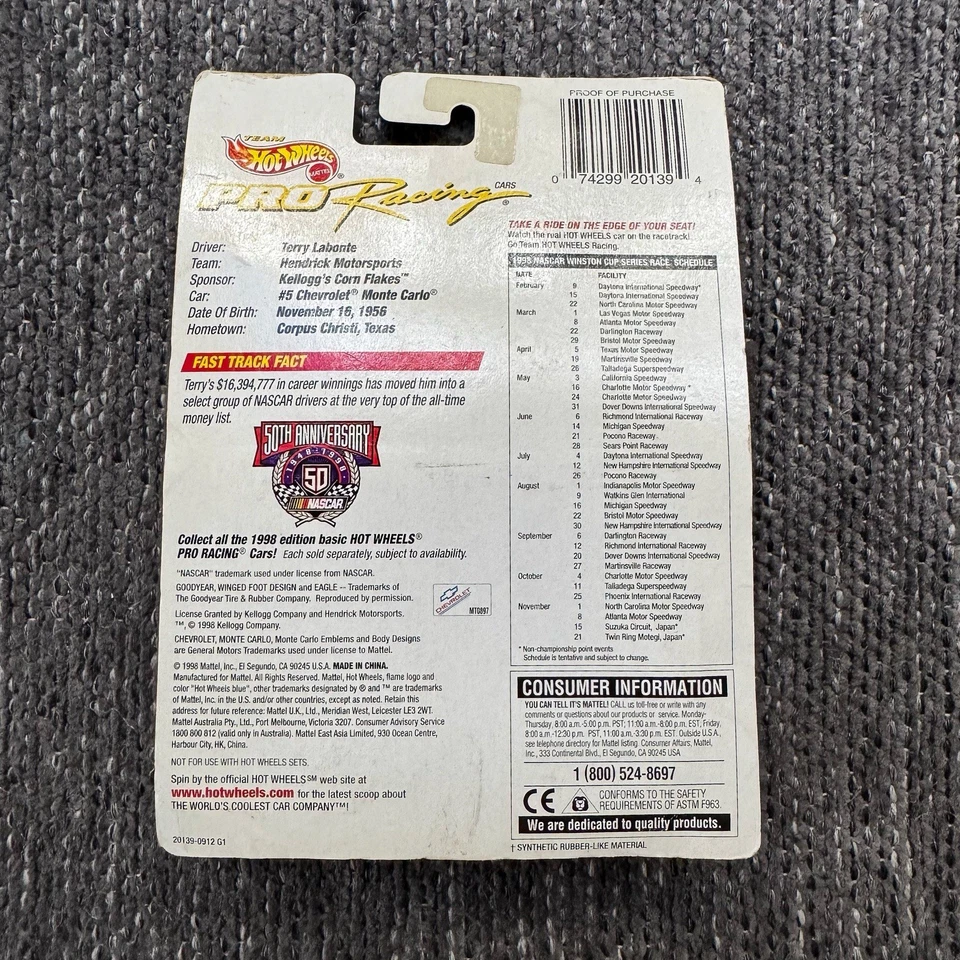 TEAM
Hot Wheels
MATTEL
PRO Racing CARS
Driver: Terry Labonte
Team: Hendrick Motorsports
Sponsor: Kellogg's Corn Flakes™
Car: #5 Chevrolet® Monte Carlo®
Date Of Birth: November 16, 1956
Hometown: Corpus Christi, Texas
FAST TRACK FACT
Terry's $16,394,777 in career winnings has moved him into a
select group of NASCAR drivers at the very top of the all-time
money list.
50TH ANNIVERSARY
1948-1998
50
NASCAR
Collect all the 1998 edition basic HOT WHEELS®
PRO RACING® Cars! Each sold separately, subject to availability.
"NASCAR" trademark used under license from NASCAR.
GOODYEAR, WINGED FOOT DESIGN and EAGLE -- Trademarks of
The Goodyear Tire & Rubber Company. Reproduced by permission.
License Granted by Kellogg Company and Hendrick Motorsports.
™, © 1998 Kellogg Company.
CHEVROLET, MONTE CARLO, Monte Carlo Emblems and Body Designs
are General Motors Trademarks used under license to Mattel.
CHEVROLET
MT0897
© 1998 Mattel, Inc., El Segundo, CA 90245 U.S.A. MADE IN CHINA.
Manufactured for Mattel. All Rights Reserved. Mattel, Hot Wheels, flame logo and
color "Hot Wheels blue", other trademarks designated by ® and ™ are trademarks
of Mattel, Inc. in the U.S. and/or other countries, except as noted. Retain this
address for future reference: Mattel U.K., Ltd., Meridian West, Leicester LE3 2WT.
Mattel Australia Pty., Ltd., Port Melbourne, Victoria 3207. Consumer Advisory Service
1800 800 812 (valid only in Australia). Mattel East Asia Limited, 930 Ocean Centre,
Harbour City, HK, China.
NOT FOR USE WITH HOT WHEELS SETS.
Spin by the official HOT WHEELS℠ web site at
www.hotwheels.com for the latest scoop about
THE WORLD'S COOLEST CAR COMPANY™!
20139-0912 G1
PROOF OF PURCHASE
0 74299 20139 4
TAKE A RIDE ON THE EDGE OF YOUR SEAT!
Watch the real HOT WHEELS car on the racetrack!
Go Team HOT WHEELS Racing.
1998 NASCAR WINSTON CUP SERIES RACE SCHEDULE
DATE FACILITY
February 9 Daytona International Speedway*
15 Daytona International Speedway
22 North Carolina Motor Speedway
March 1 Las Vegas Motor Speedway
8 Atlanta Motor Speedway
22 Darlington Raceway
29 Bristol Motor Speedway
April 5 Texas Motor Speedway
19 Martinsville Speedway
26 Talladega Superspeedway
May 3 California Speedway
16 Charlotte Motor Speedway *
24 Charlotte Motor Speedway
31 Dover Downs International Speedway
June 6 Richmond International Raceway
14 Michigan Speedway
21 Pocono Raceway
28 Sears Point Raceway
July 4 Daytona International Speedway
12 New Hampshire International Speedway
26 Pocono Raceway
August 1 Indianapolis Motor Speedway
9 Watkins Glen International
16 Michigan Speedway
22 Bristol Motor Speedway
30 New Hampshire International Speedway
September 6 Darlington Raceway
12 Richmond International Raceway
20 Dover Downs International Speedway
27 Martinsville Raceway
October 4 Charlotte Motor Speedway
11 Talladega Superspeedway
25 Phoenix International Raceway
November 1 North Carolina Motor Speedway
8 Atlanta Motor Speedway
15 Suzuka Circuit, Japan*
21 Twin Ring Motegi, Japan*
* Non-championship point events
Schedule is tentative and subject to change.
CONSUMER INFORMATION
YOU CAN TELL IT'S MATTEL! CALL us toll-free or write with any
comments or questions about our products or service. Monday-
Thursday, 8:00 a.m.-5:00 p.m. PST; 11:00 a.m.-8:00 p.m. EST; Friday,
8:00 a.m.-12:30 p.m. PST, 11:00 a.m.-3:30 p.m. EST. Outside U.S.A.,
see telephone directory for Mattel listing. Consumer Affairs, Mattel,
Inc., 333 Continental Blvd., El Segundo, CA 90245 USA
1 (800) 524-8697
CE
CONFORMS TO THE SAFETY
REQUIREMENTS OF ASTM F963.
We are dedicated to quality products.
† SYNTHETIC RUBBER-LIKE MATERIAL